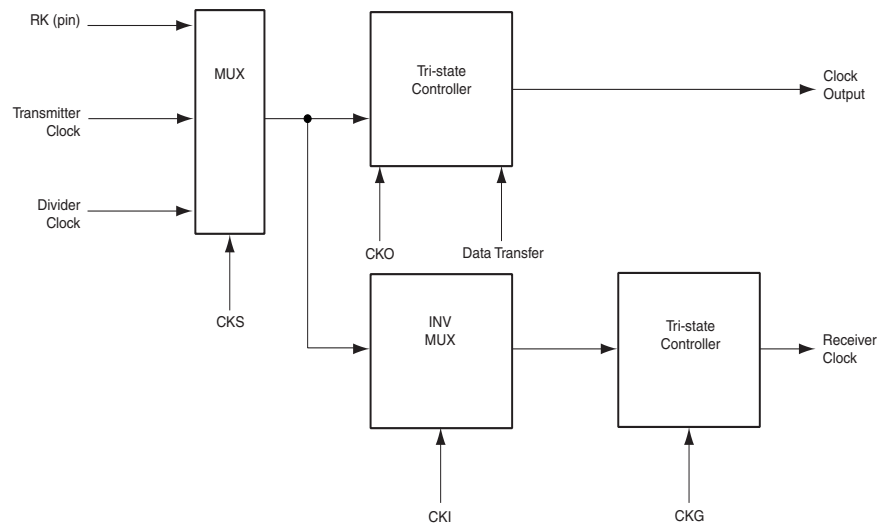 RK (pin)
MUX
Tri-state
Controller
Clock
Output
Transmitter
Clock
Divider
Clock
CKO
Data Transfer
CKS
INV
MUX
Tri-state
Controller
Receiver
Clock
CKI
CKG